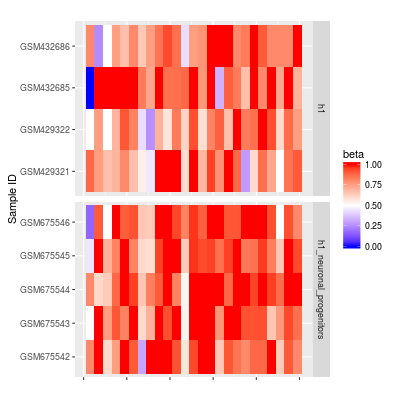 GSM432686
GSM432685
GSM429322
GSM429321
h1
Sample ID
GSM675546
GSM675545
GSM675544
GSM675543
GSM675542
h1_neuronal_progenitors
beta
1.00
0.75
0.50
0.25
0.00